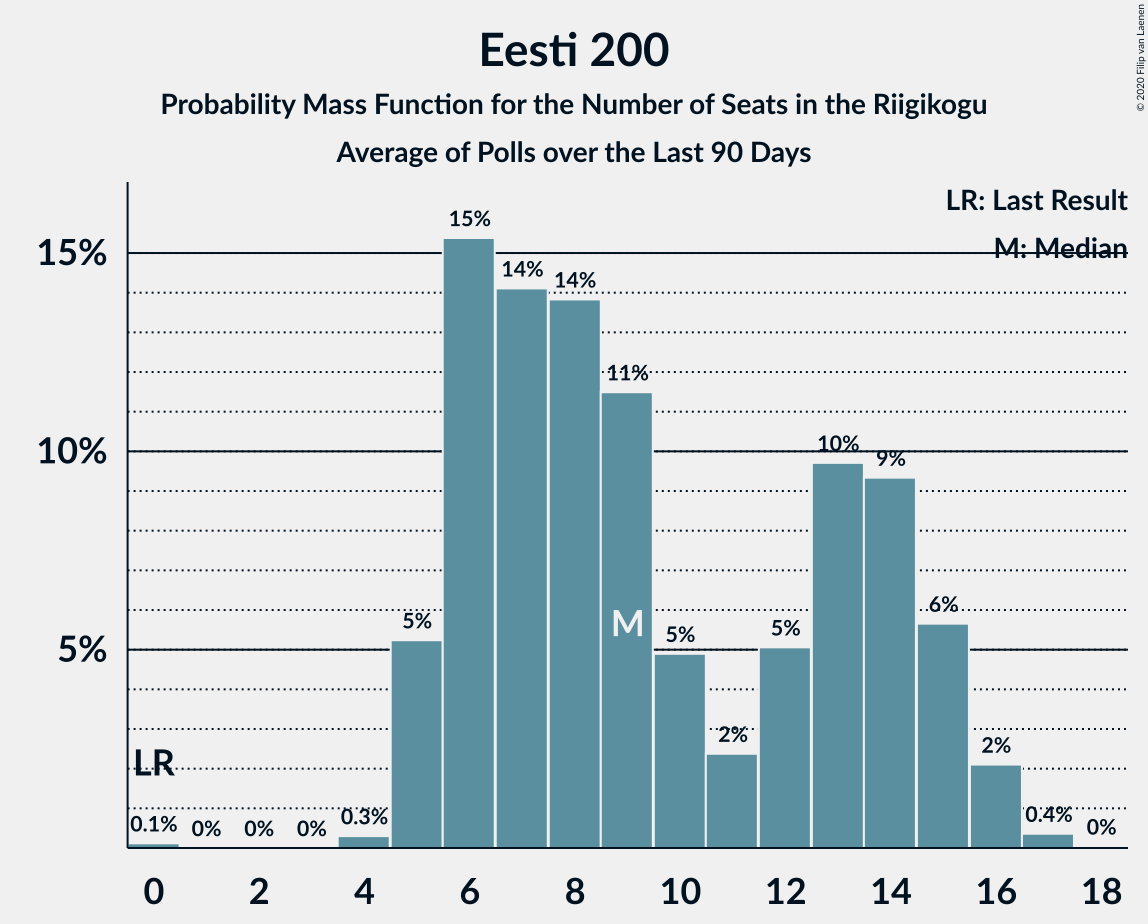 Eesti 200
Probability Mass Function for the Number of Seats in the Riigikogu
Average of Polls over the Last 90 Days
© 2020 Filip van Laenen
LR: Last Result
M: Median
15%
10%
5%
0.1%
0%
0%
0%
0.3%
5%
15%
14%
14%
11%
5%
2%
5%
10%
9%
6%
2%
0.4%
0%
LR
M
0 2 4 6 8 10 12 14 16 18